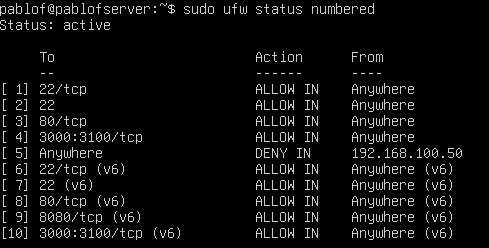 pablof@pablofserver:~$ sudo ufw status numbered
Status: active
To Action From
-- ------ ----
[ 1] 22/tcp ALLOW IN Anywhere
[ 2] 22 ALLOW IN Anywhere
[ 3] 80/tcp ALLOW IN Anywhere
[ 4] 3000:3100/tcp ALLOW IN Anywhere
[ 5] Anywhere DENY IN 192.168.100.50
[ 6] 22/tcp (v6) ALLOW IN Anywhere (v6)
[ 7] 22 (v6) ALLOW IN Anywhere (v6)
[ 8] 80/tcp (v6) ALLOW IN Anywhere (v6)
[ 9] 8080/tcp (v6) ALLOW IN Anywhere (v6)
[10] 3000:3100/tcp (v6) ALLOW IN Anywhere (v6)